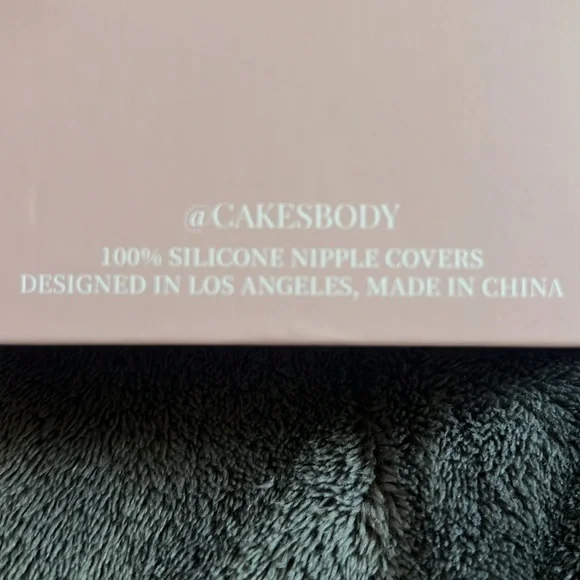 @CAKESBODY
100% SILICONE NIPPLE COVERS
DESIGNED IN LOS ANGELES, MADE IN CHINA